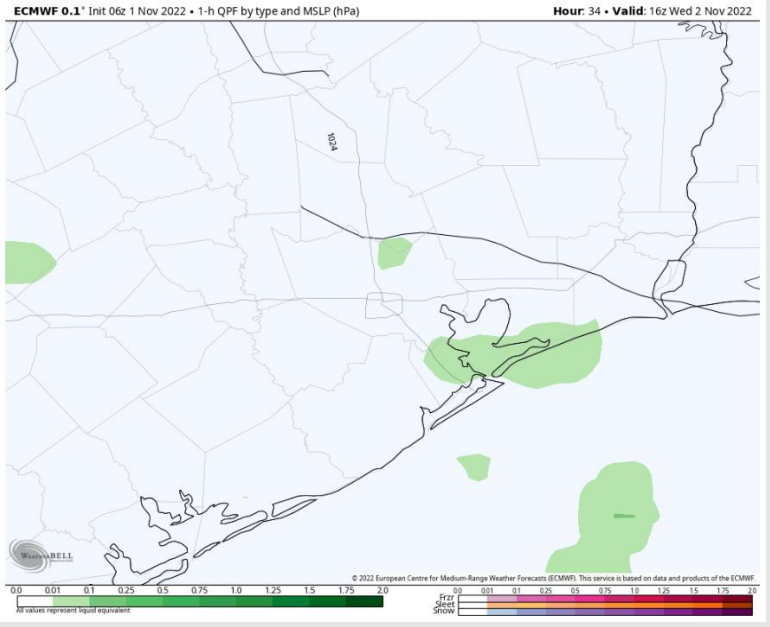 ECMWF 0.1° Init 06z 1 Nov 2022 • 1-h QPF by type and MSLP (hPa)
Hour: 34 • Valid: 16z Wed 2 Nov 2022
1024
WeatherBELL
© 2022 European Centre for Medium-Range Weather Forecasts (ECMWF). This service is based on data and products of the ECMWF.
0.0 0.01 0.1 0.25 0.5 0.75 1.0 1.25 1.5 1.75 2.0
All values represent liquid equivalent
0.0 0.01 0.1 0.25 0.5 0.75 1.0 1.25 1.5 1.75 2.0
Frzr
Sleet
Snow